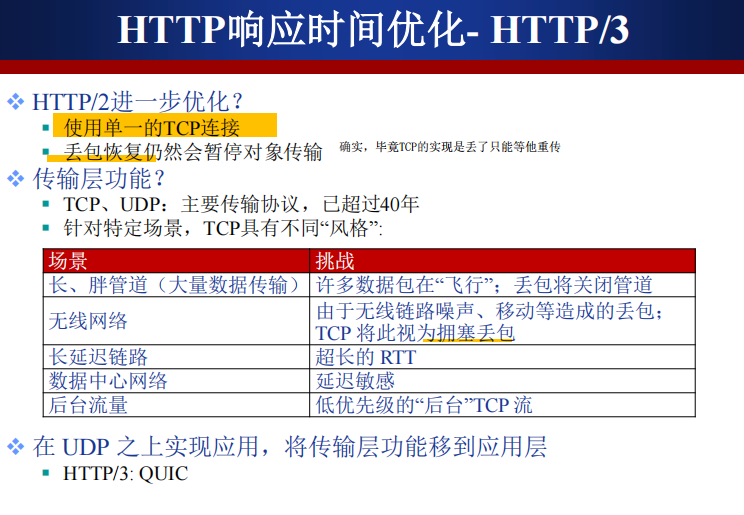 HTTP响应时间优化- HTTP/3
HTTP/2进一步优化？
使用单一的TCP连接
丢包恢复仍然会暂停对象传输
确实，毕竟TCP的实现是丢了只能等他重传
传输层功能？
TCP、UDP：主要传输协议，已超过40年
针对特定场景，TCP具有不同“风格”:
场景 挑战
长、胖管道（大量数据传输） 许多数据包在“飞行”；丢包将关闭管道
无线网络 由于无线链路噪声、移动等造成的丢包；
TCP 将此视为拥塞丢包
长延迟链路 超长的 RTT
数据中心网络 延迟敏感
后台流量 低优先级的“后台”TCP 流
在 UDP 之上实现应用，将传输层功能移到应用层
HTTP/3: QUIC